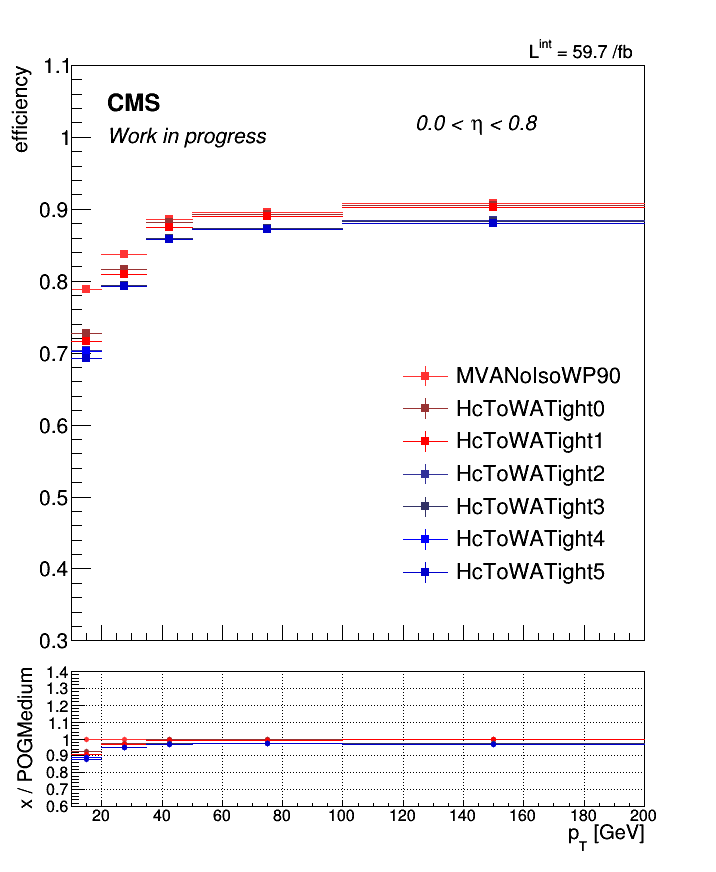 L^int = 59.7 /fb
efficiency
CMS
Work in progress
0.0 < η < 0.8
1.1
1
0.9
0.8
0.7
0.6
0.5
0.4
0.3
MVANoIsoWP90
HcToWATight0
HcToWATight1
HcToWATight2
HcToWATight3
HcToWATight4
HcToWATight5
x / POGMedium
1.4
1.3
1.2
1.1
1
0.9
0.8
0.7
0.6
20 40 60 80 100 120 140 160 180 200
p_T [GeV]